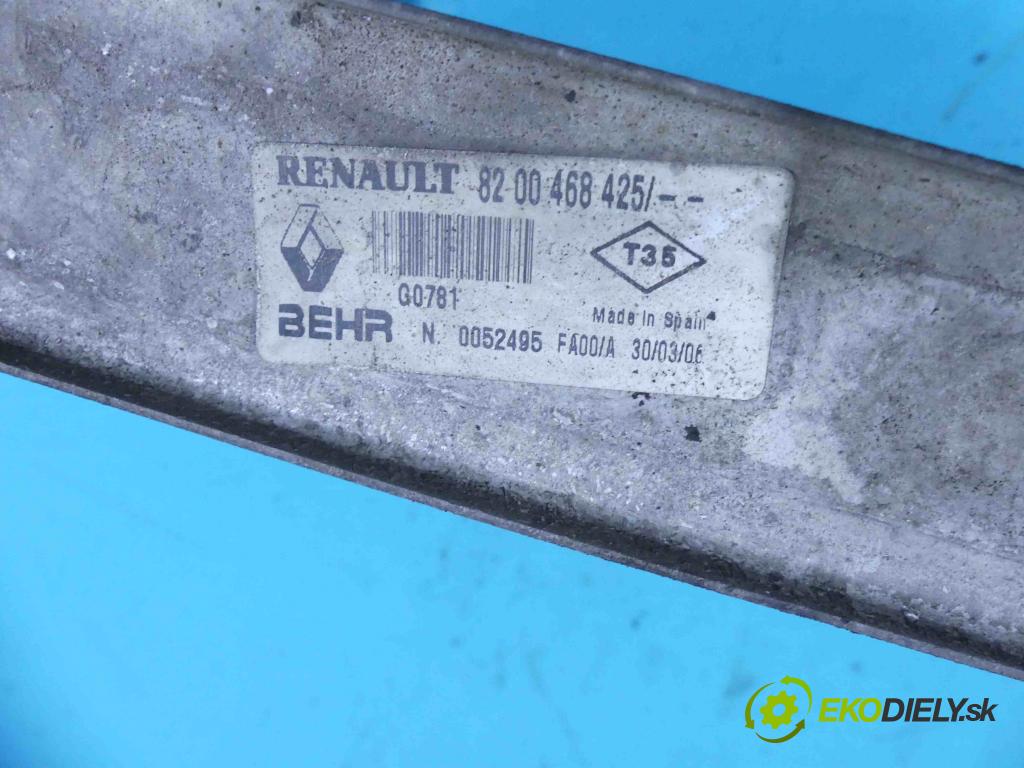 RENAULT 82 00 468 425/--
T35
G0781
Made in Spain
BEHR N. 0052495 FA00/A 30/03/06
EKODIELY.sk